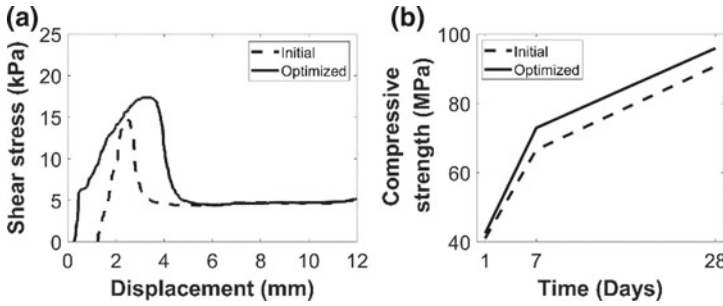 (a)
Shear stress (kPa)
25
20
15
10
5
0
Initial
Optimized
0 2 4 6 8 10 12
Displacement (mm)
(b)
Compressive
strength (MPa)
100
80
60
40
Initial
Optimized
1 7 28
Time (Days)